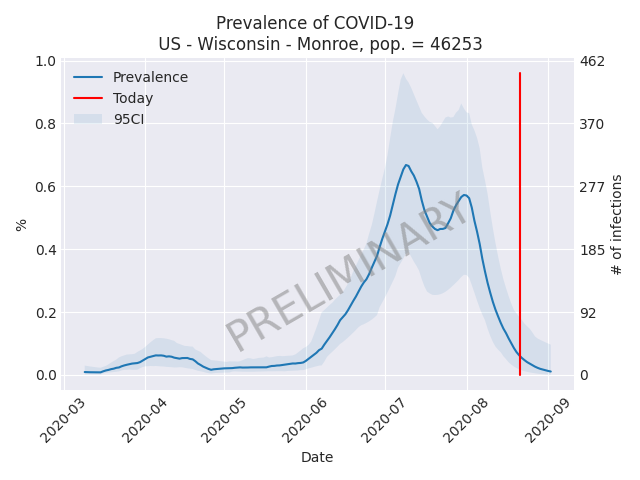 Prevalence of COVID-19
US - Wisconsin - Monroe, pop. = 46253
1.0
0.8
0.6
0.4
0.2
0.0
%
462
370
277
185
92
0
# of infections
Prevalence
Today
95CI
PRELIMINARY
2020-03
2020-04
2020-05
2020-06
2020-07
2020-08
2020-09
Date